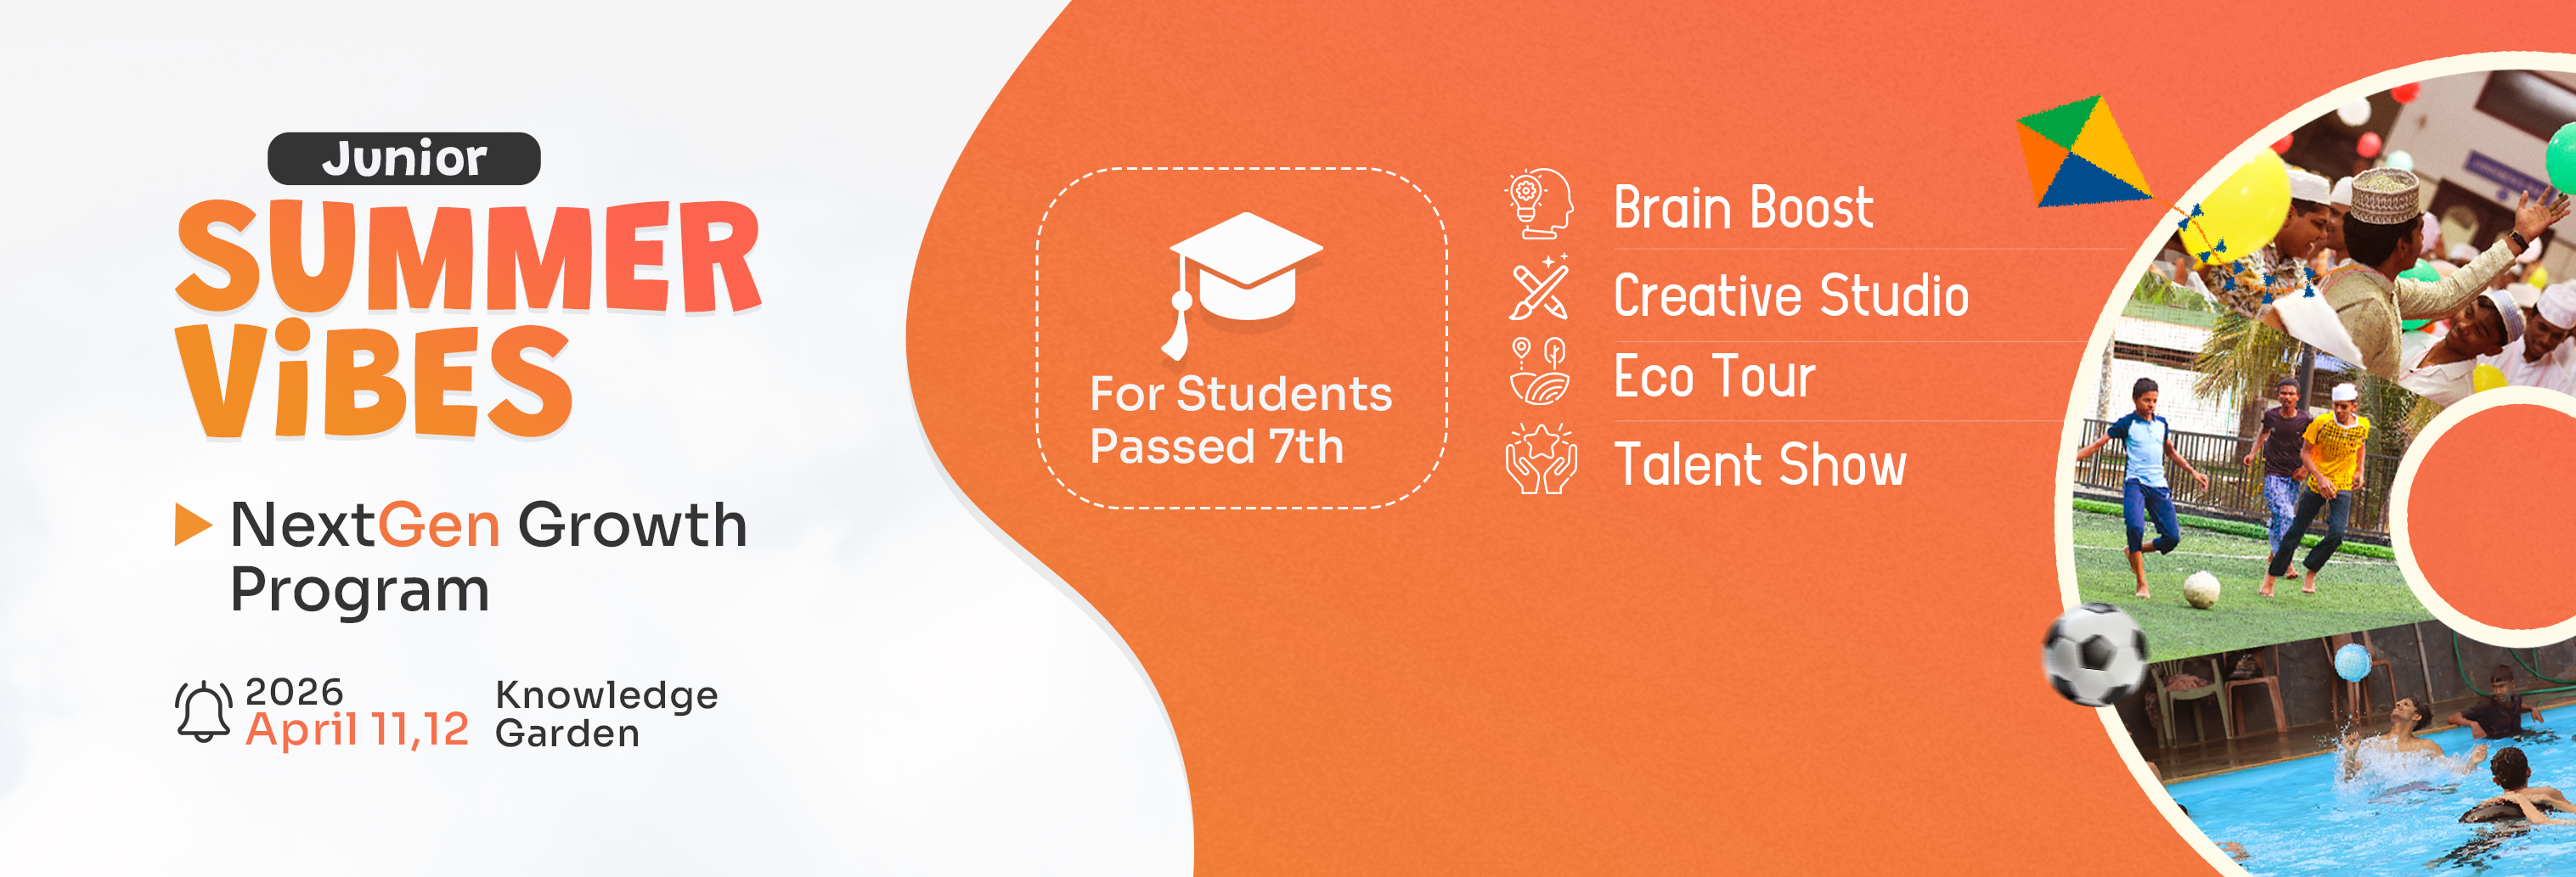 Junior
SUMMER
ViBES
NextGen Growth
Program
2026
April 11,12
Knowledge
Garden
For Students
Passed 7th
Brain Boost
Creative Studio
Eco Tour
Talent Show